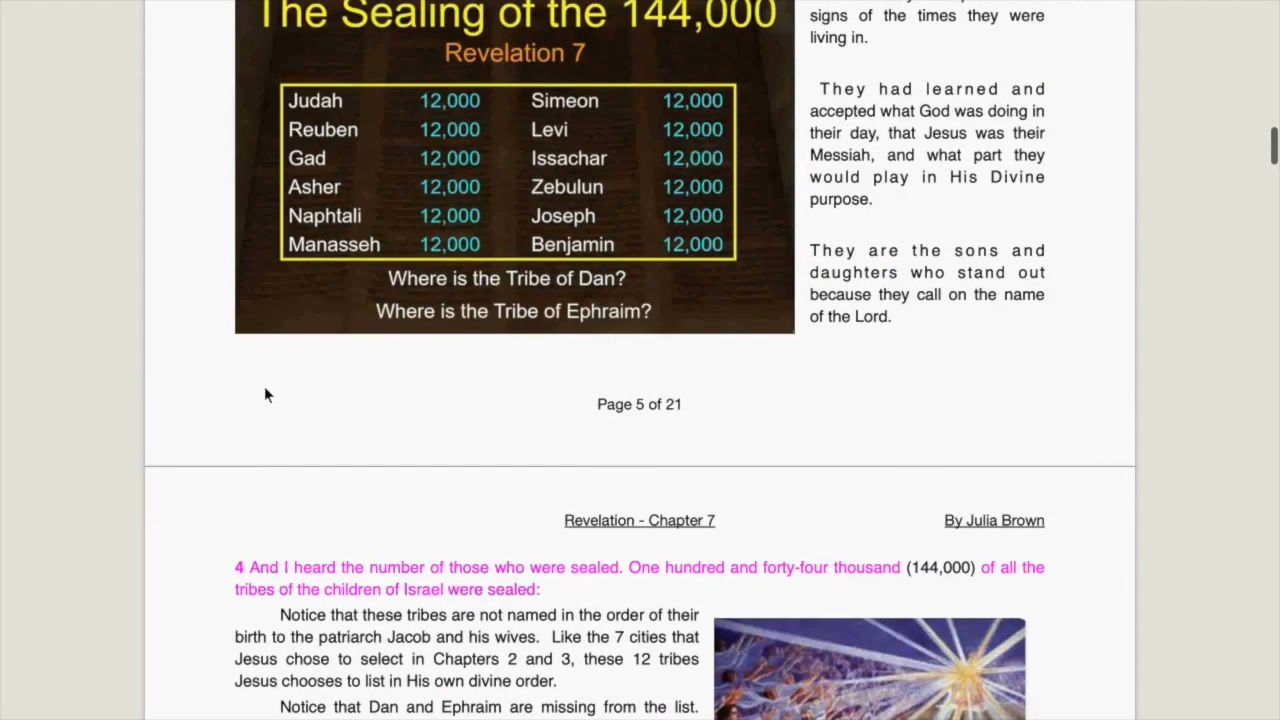 The Sealing of the 144,000
Revelation 7
Judah 12,000 Simeon 12,000
Reuben 12,000 Levi 12,000
Gad 12,000 Issachar 12,000
Asher 12,000 Zebulun 12,000
Naphtali 12,000 Joseph 12,000
Manasseh 12,000 Benjamin 12,000
Where is the Tribe of Dan?
Where is the Tribe of Ephraim?
signs of the times they were
living in.
They had learned and
accepted what God was doing in
their day, that Jesus was their
Messiah, and what part they
would play in His Divine
purpose.
They are the sons and
daughters who stand out
because they call on the name
of the Lord.
Page 5 of 21
Revelation - Chapter 7 By Julia Brown
4 And I heard the number of those who were sealed. One hundred and forty-four thousand (144,000) of all the
tribes of the children of Israel were sealed:
Notice that these tribes are not named in the order of their
birth to the patriarch Jacob and his wives. Like the 7 cities that
Jesus chose to select in Chapters 2 and 3, these 12 tribes
Jesus chooses to list in His own divine order.
Notice that Dan and Ephraim are missing from the list.